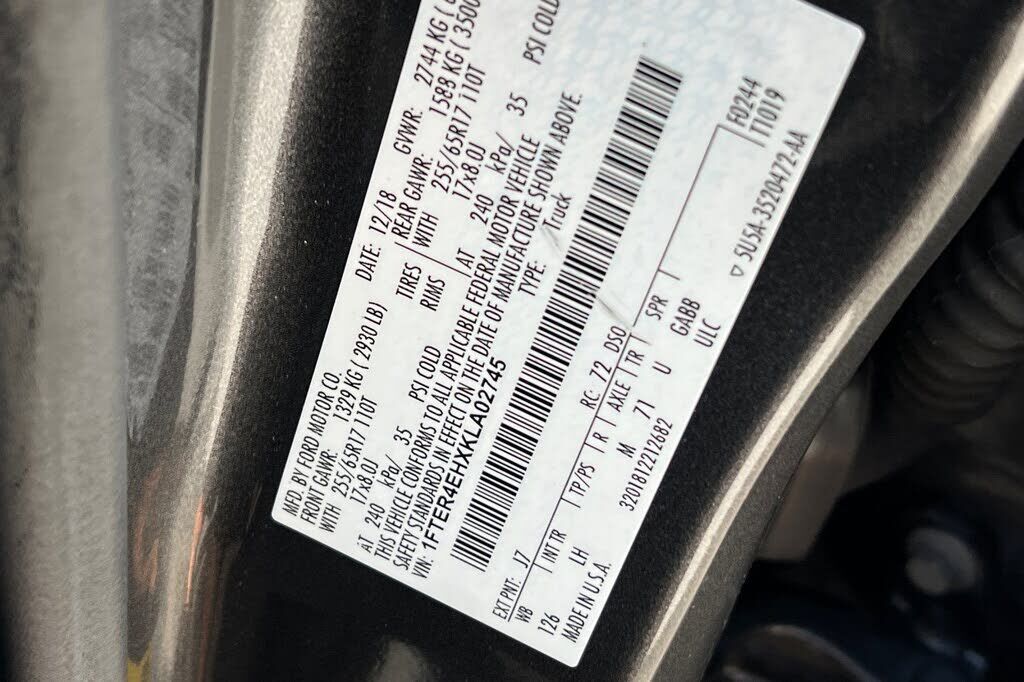 MFD. BY FORD MOTOR CO.
DATE: 12/18
GVWR: 2744 KG (
FRONT GAWR: 1329 KG ( 2930 LB)
REAR GAWR: 1588 KG ( 3500
WITH 255/65R17 110T
TIRES WITH 255/65R17 110T
17x8.0J
RIMS 17x8.0J
AT 240 kPa/ 35 PSI COLD
AT 240 kPa/ 35 PSI COLD
THIS VEHICLE CONFORMS TO ALL APPLICABLE FEDERAL MOTOR VEHICLE
SAFETY STANDARDS IN EFFECT ON THE DATE OF MANUFACTURE SHOWN ABOVE.
VIN: 1FTER4EHXKLA02745
TYPE: Truck
EXT PNT: J7 RC: 72 DSO F0244
WB INT TR TP/PS R AXLE TR SPR TT019
126 LH M 71 U GABB
MADE IN U.S.A. 3201812212682 ULC
▽ 5U5A-3520472-AA